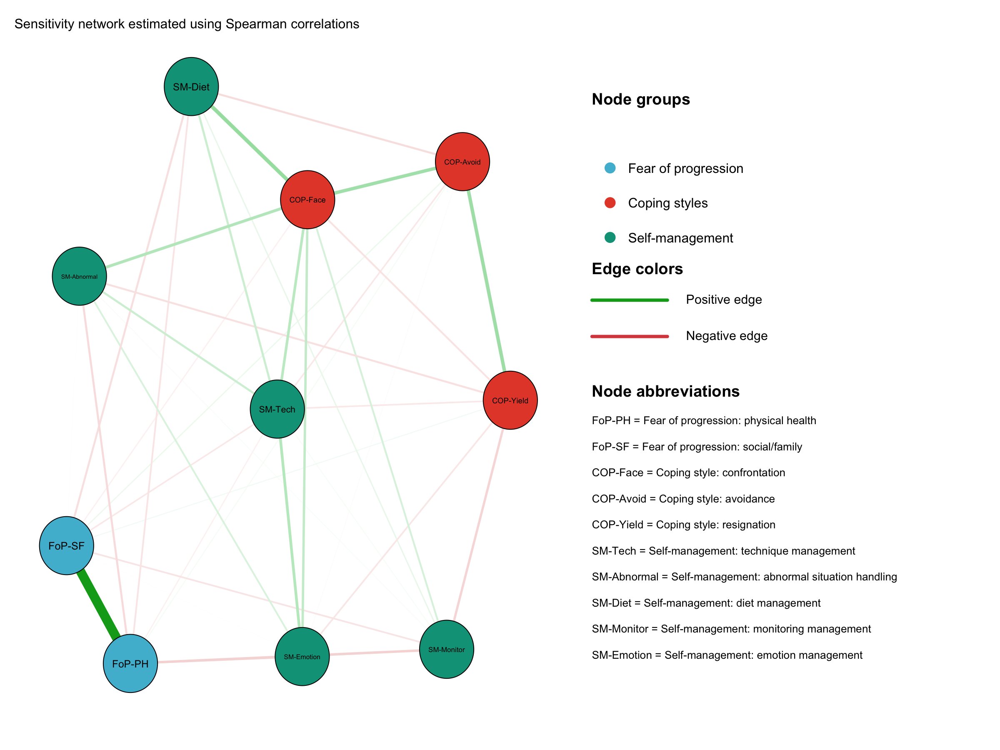 Sensitivity network estimated using Spearman correlations
SM-Diet
COP-Avoid
COP-Face
SM-Abnormal
SM-Tech
COP-Yield
FoP-SF
FoP-PH
SM-Emotion
SM-Monitor
Node groups
Fear of progression
Coping styles
Self-management
Edge colors
Positive edge
Negative edge
Node abbreviations
FoP-PH = Fear of progression: physical health
FoP-SF = Fear of progression: social/family
COP-Face = Coping style: confrontation
COP-Avoid = Coping style: avoidance
COP-Yield = Coping style: resignation
SM-Tech = Self-management: technique management
SM-Abnormal = Self-management: abnormal situation handling
SM-Diet = Self-management: diet management
SM-Monitor = Self-management: monitoring management
SM-Emotion = Self-management: emotion management